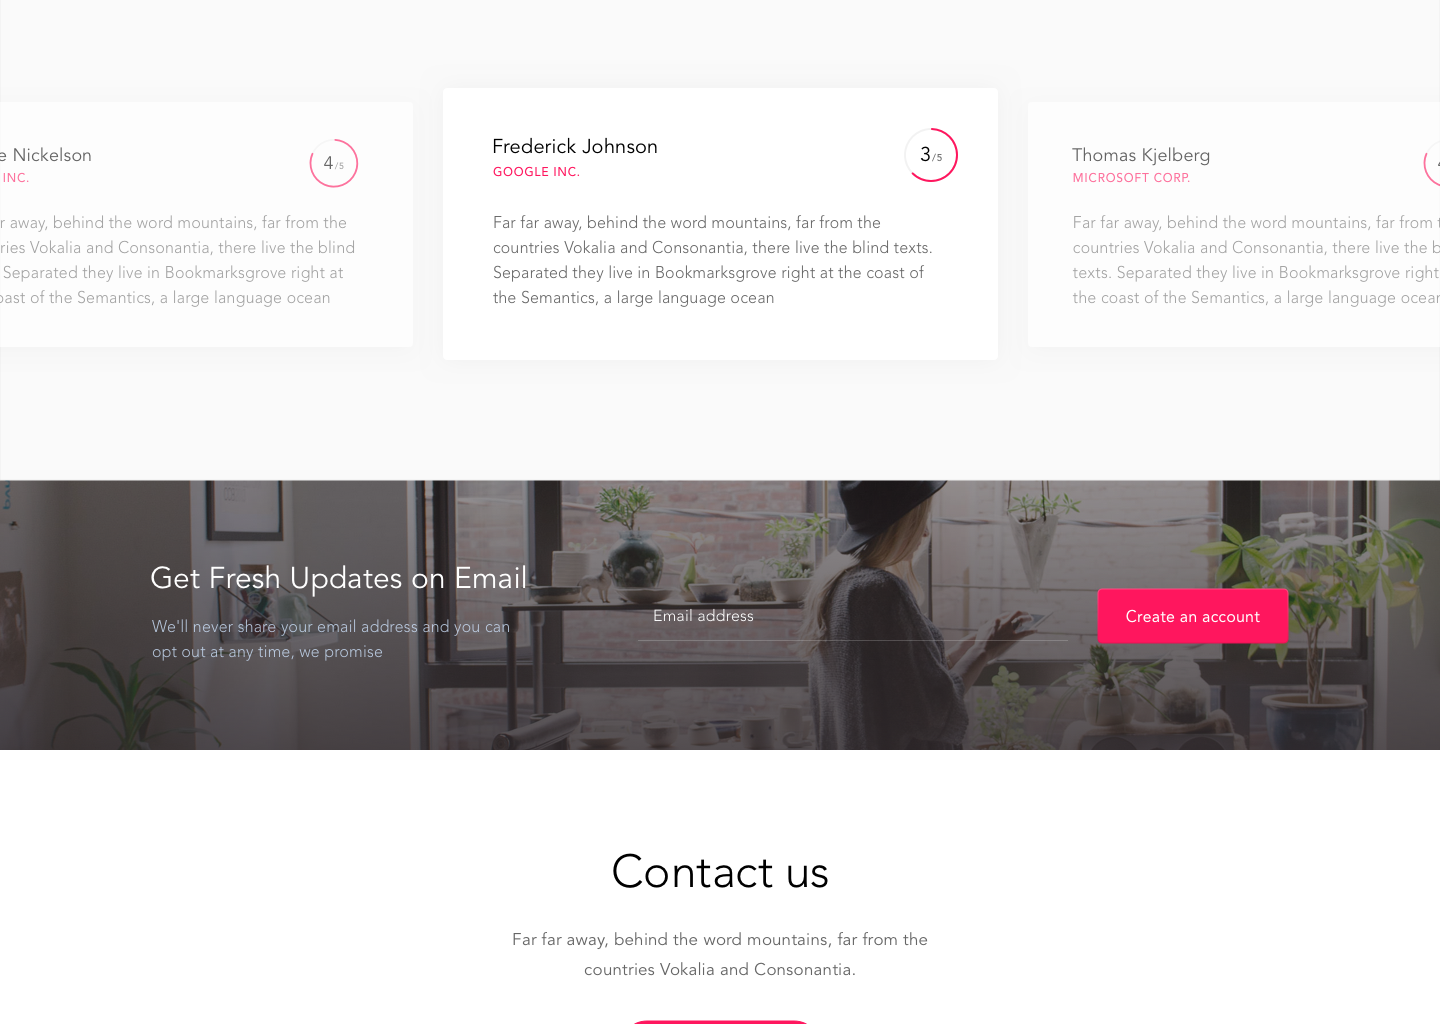 e Nickelson
INC.
4/5
r away, behind the word mountains, far from the
ries Vokalia and Consonantia, there live the blind
Separated they live in Bookmarksgrove right at
oast of the Semantics, a large language ocean
Frederick Johnson
GOOGLE INC.
3/5
Far far away, behind the word mountains, far from the
countries Vokalia and Consonantia, there live the blind texts.
Separated they live in Bookmarksgrove right at the coast of
the Semantics, a large language ocean
Thomas Kjelberg
MICROSOFT CORP.
Far far away, behind the word mountains, far from
countries Vokalia and Consonantia, there live the b
texts. Separated they live in Bookmarksgrove right
the coast of the Semantics, a large language ocean
Get Fresh Updates on Email
We'll never share your email address and you can
opt out at any time, we promise
Email address
Create an account
Contact us
Far far away, behind the word mountains, far from the
countries Vokalia and Consonantia.